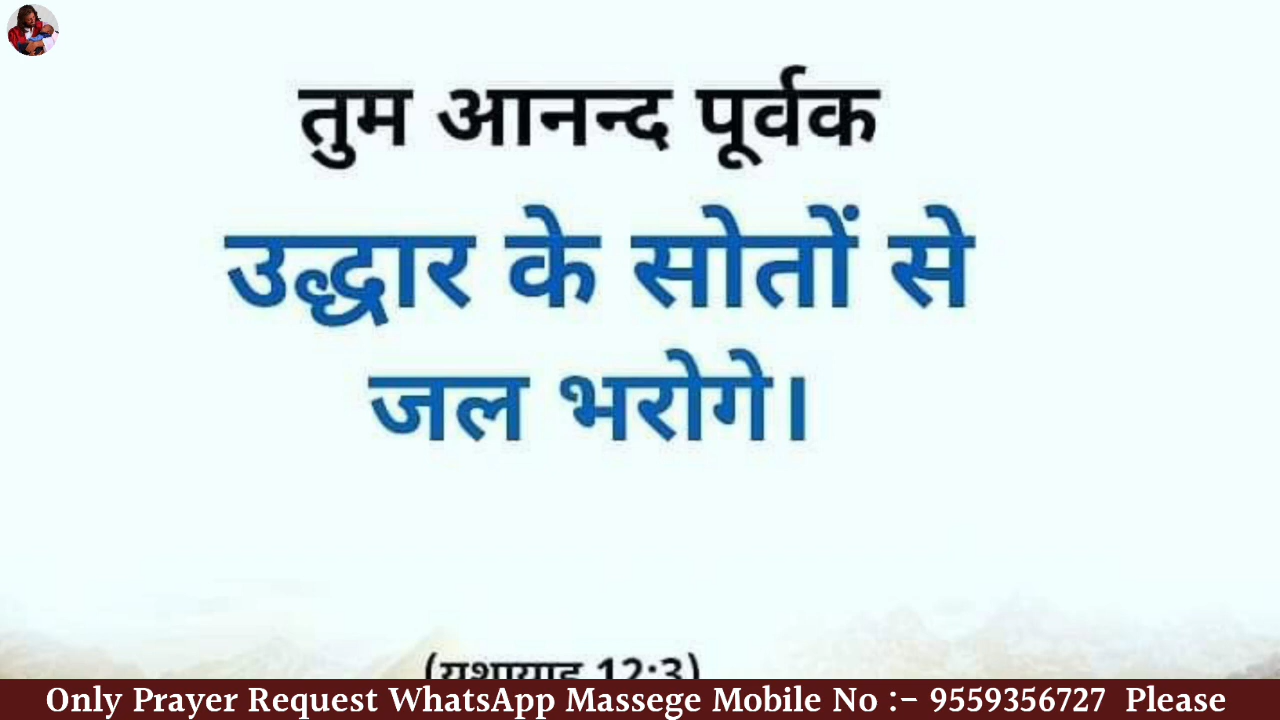 तुम आनन्द पूर्वक
उद्धार के सोतों से
जल भरोगे।
(यशायाह 12:3)
Only Prayer Request WhatsApp Massege Mobile No :- 9559356727 Please